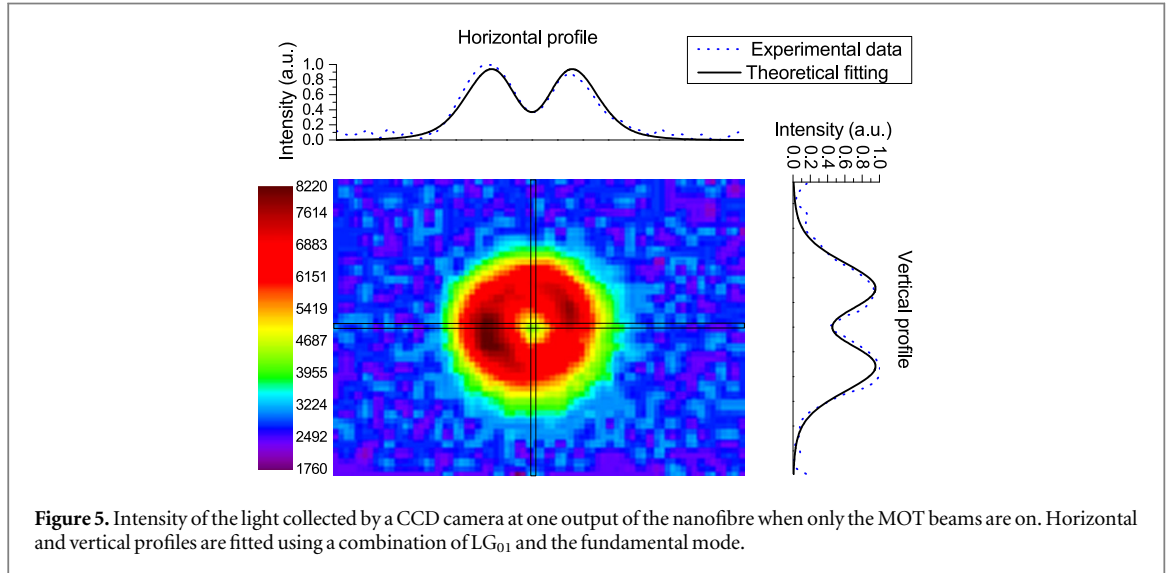 Horizontal profile
Experimental data
Theoretical fitting
Intensity (a.u.)
1.0
0.8
0.6
0.4
0.2
0.0
Intensity (a.u.)
0.0
0.2
0.4
0.6
0.8
1.0
Vertical profile
8220
7614
6883
6151
5419
4687
3955
3224
2492
1760
Figure 5. Intensity of the light collected by a CCD camera at one output of the nanofibre when only the MOT beams are on. Horizontal
and vertical profiles are fitted using a combination of LG₀₁ and the fundamental mode.